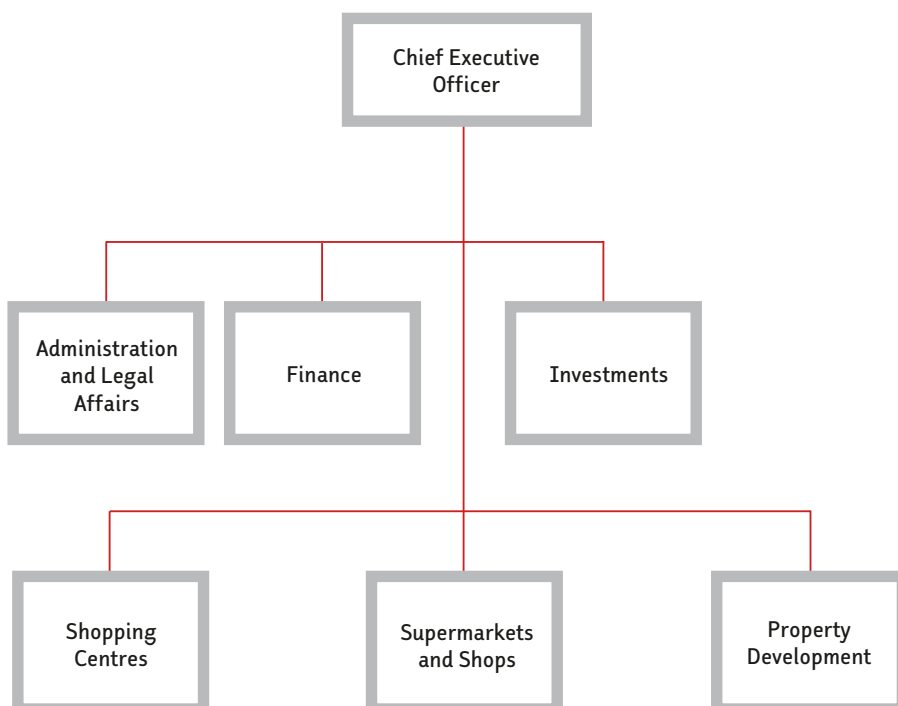 Chief Executive
Officer
Administration
and Legal
Affairs
Finance
Investments
Shopping
Centres
Supermarkets
and Shops
Property
Development